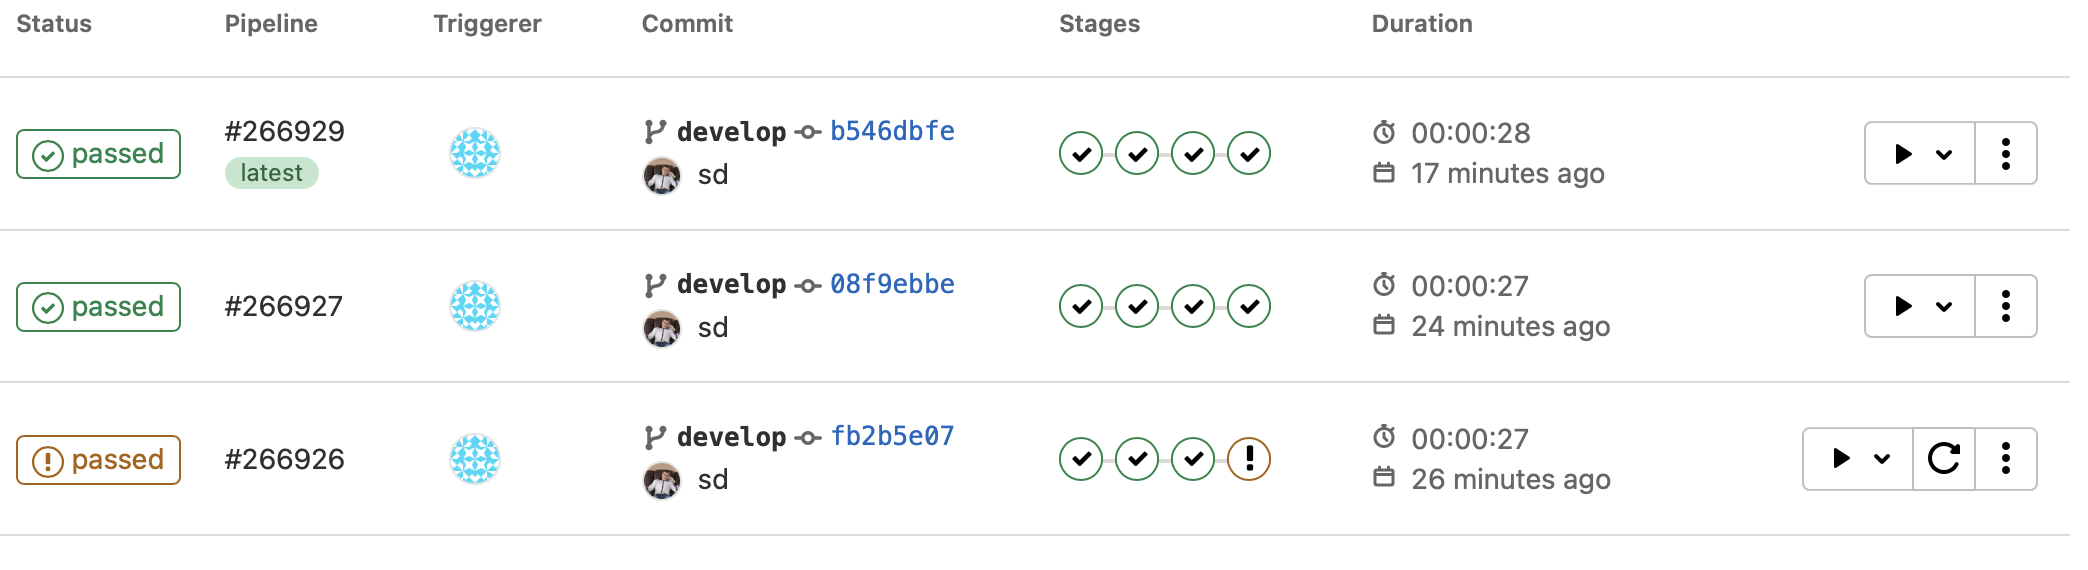 Status Pipeline Triggerer Commit Stages Duration
passed #266929 develop b546dbfe 00:00:28
latest sd 17 minutes ago
passed #266927 develop 08f9ebbe 00:00:27
sd 24 minutes ago
passed #266926 develop fb2b5e07 00:00:27
sd 26 minutes ago